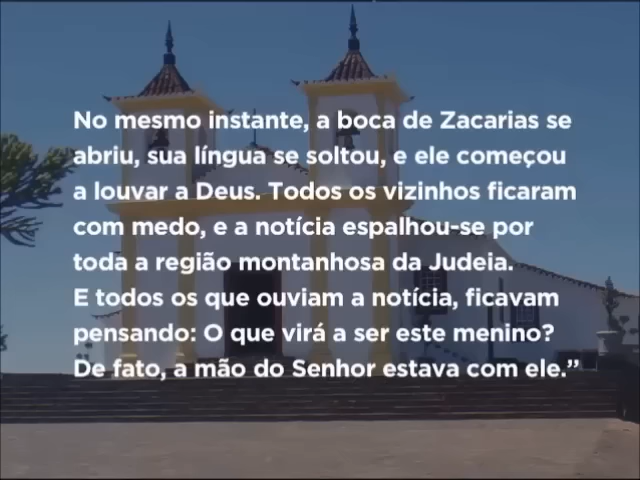 No mesmo instante, a boca de Zacarias se
abriu, sua língua se soltou, e ele começou
a louvar a Deus. Todos os vizinhos ficaram
com medo, e a notícia espalhou-se por
toda a região montanhosa da Judeia.
E todos os que ouviam a notícia, ficavam
pensando: O que virá a ser este menino?
De fato, a mão do Senhor estava com ele.”